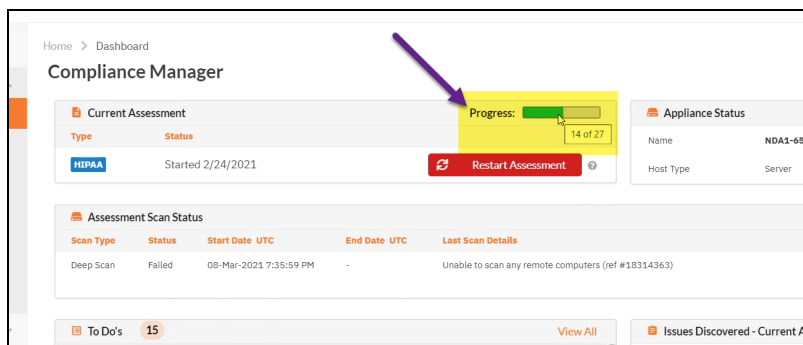 Home > Dashboard
Compliance Manager
Current Assessment
Progress:
14 of 27
Type Status
HIPAA Started 2/24/2021
Restart Assessment
Appliance Status
Name NDA1-65
Host Type Server
Assessment Scan Status
Scan Type Status Start Date UTC End Date UTC Last Scan Details
Deep Scan Failed 08-Mar-2021 7:35:59 PM - Unable to scan any remote computers (ref #18314363)
To Do's 15 View All
Issues Discovered - Current A